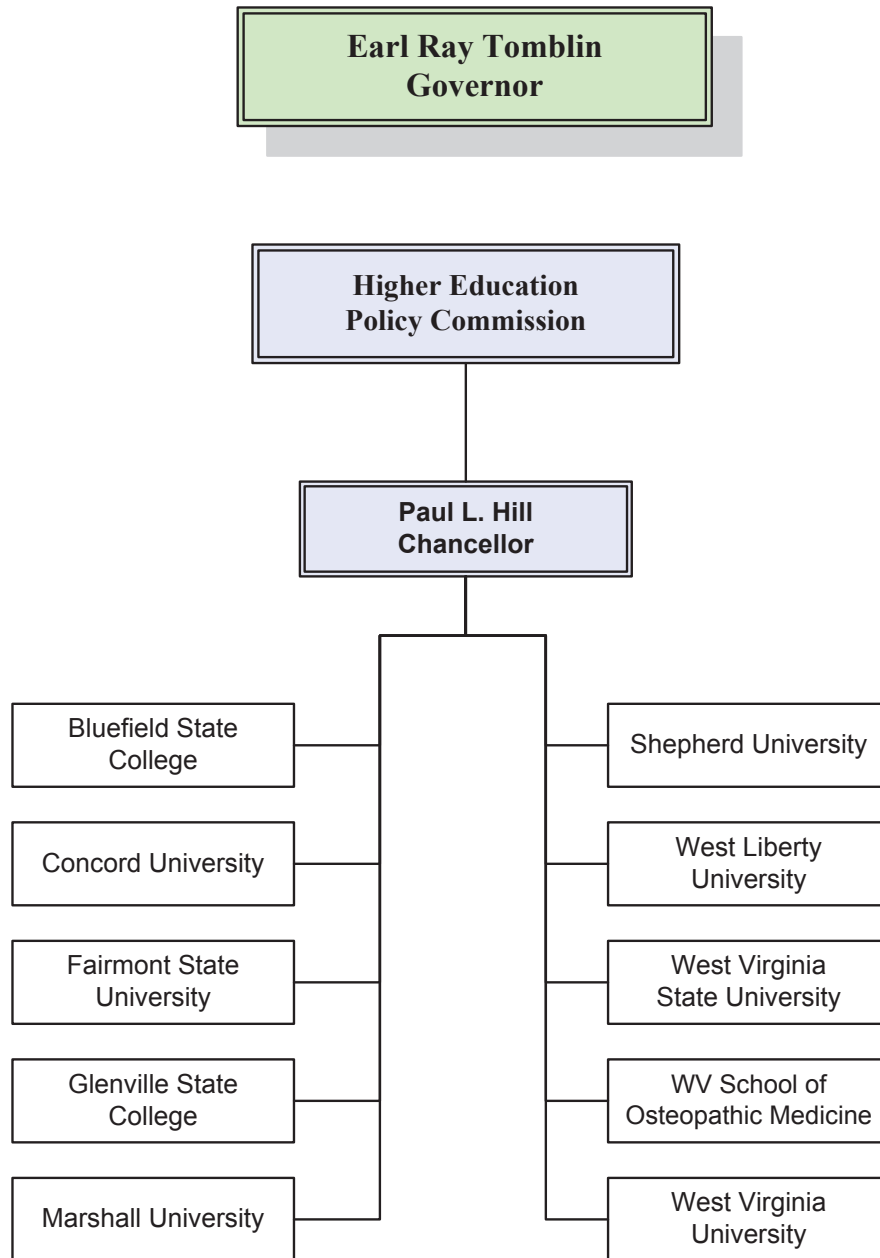 Earl Ray Tomblin
Governor
Higher Education
Policy Commission
Paul L. Hill
Chancellor
Bluefield State
College
Concord University
Fairmont State
University
Glenville State
College
Marshall University
Shepherd University
West Liberty
University
West Virginia
State University
WV School of
Osteopathic Medicine
West Virginia
University